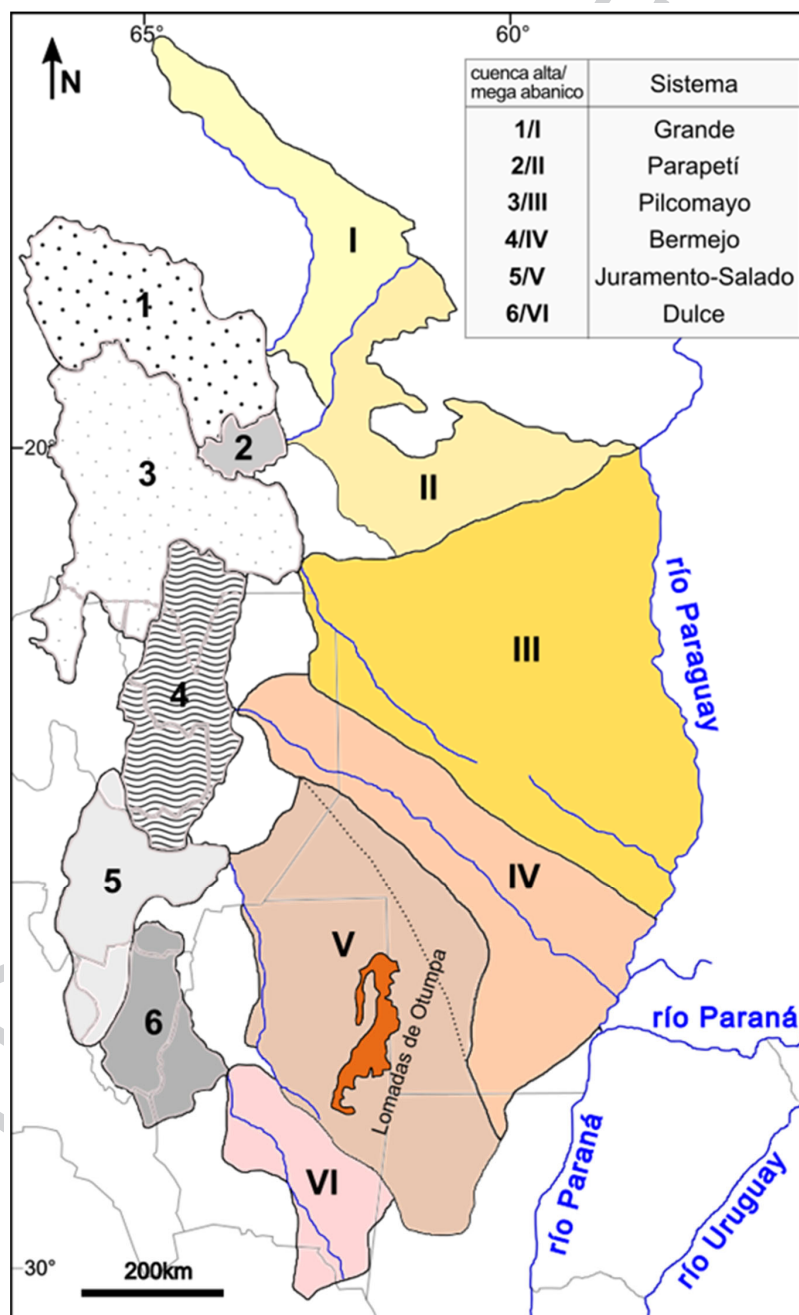 65°
60°
N
cuenca alta/
mega abanico
Sistema
1/I
Grande
2/II
Parapetí
3/III
Pilcomayo
4/IV
Bermejo
5/V
Juramento-Salado
6/VI
Dulce
I
1
2
20°
3
II
río Paraguay
III
4
IV
5
V
Lomadas de Otumpa
6
río Paraná
río Paraná
río Uruguay
VI
30°
200km